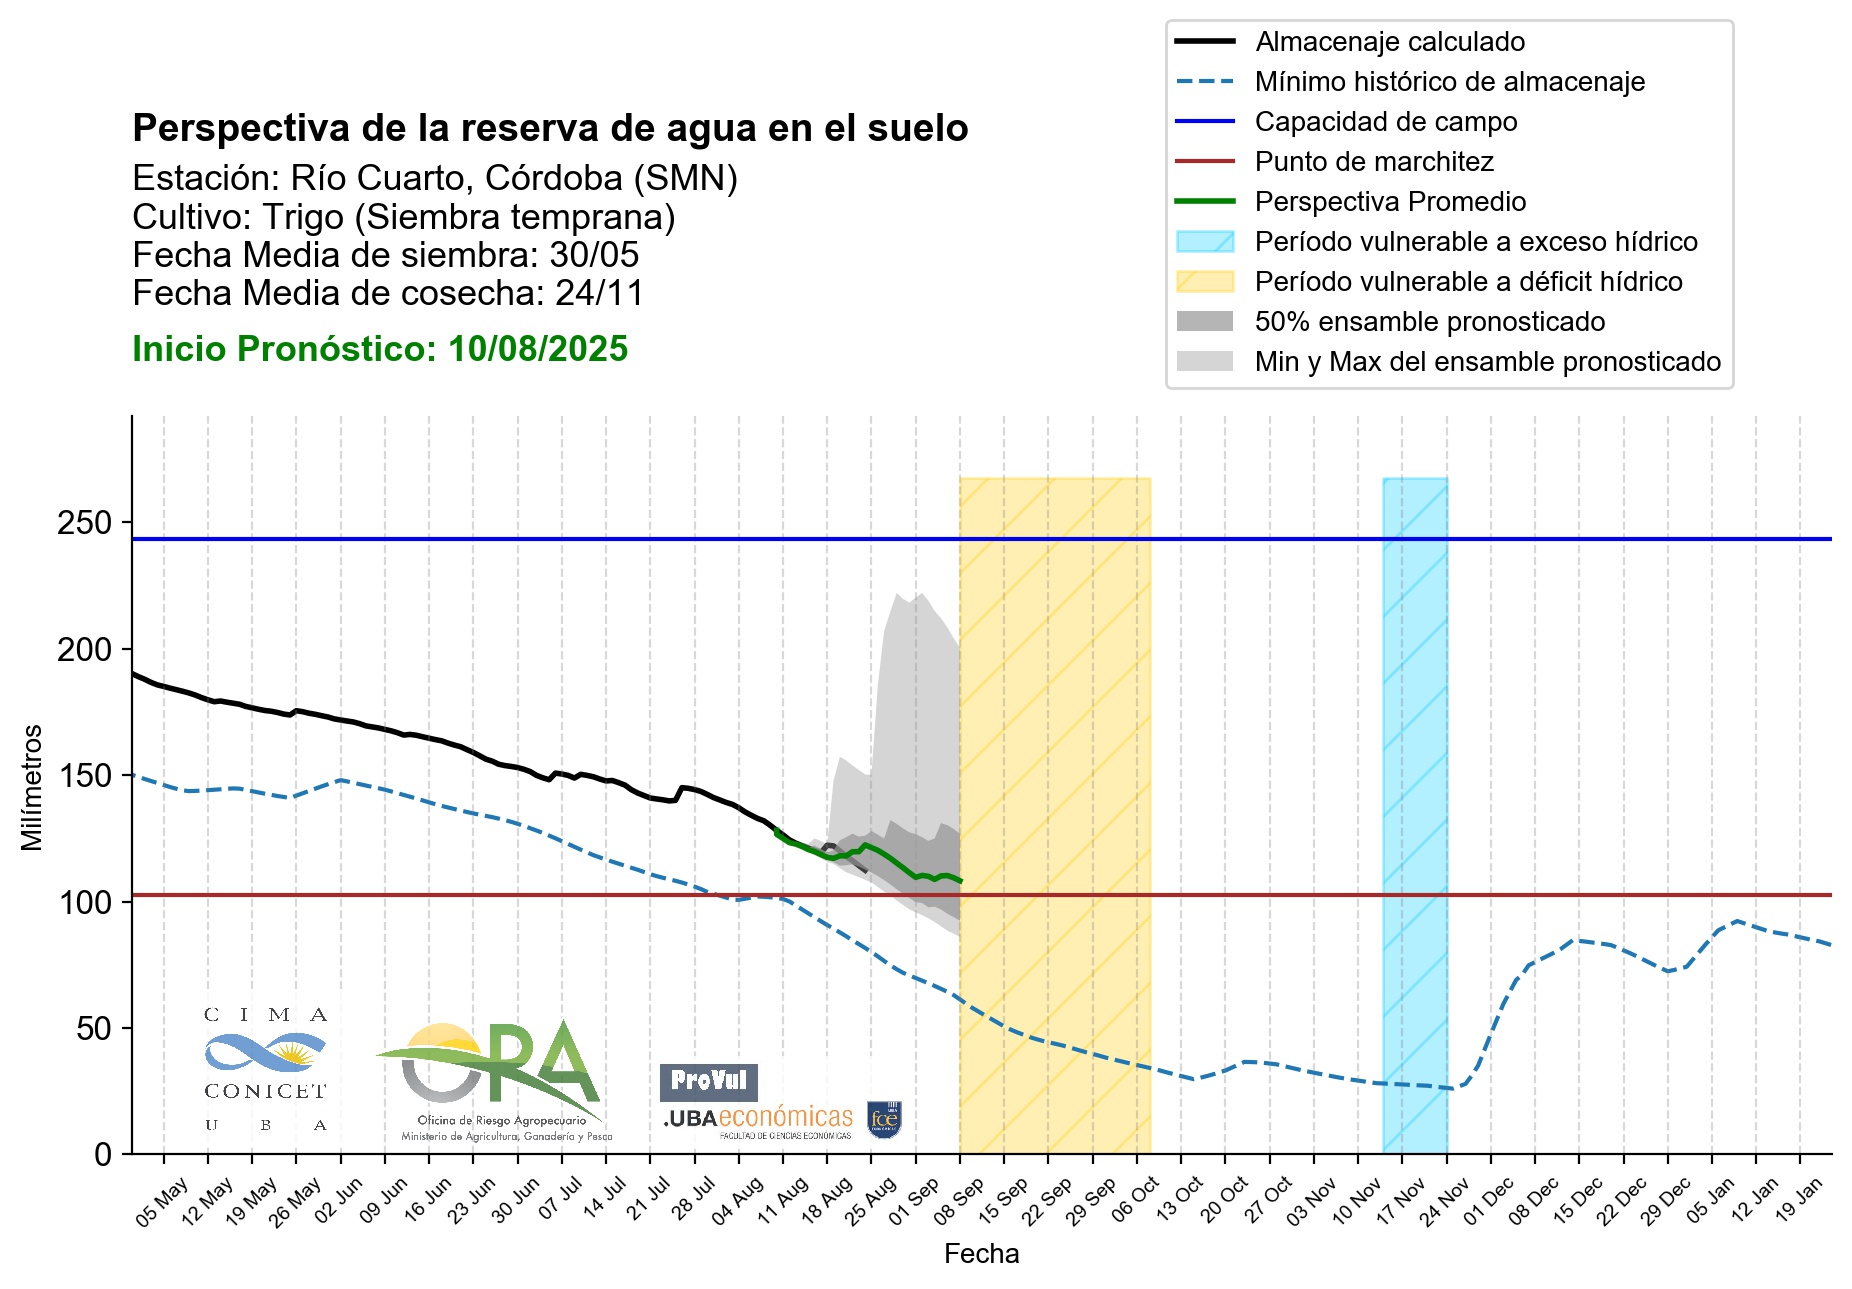 Almacenaje calculado
Mínimo histórico de almacenaje
Capacidad de campo
Punto de marchitez
Perspectiva Promedio
Período vulnerable a exceso hídrico
Período vulnerable a déficit hídrico
50% ensamble pronosticado
Min y Max del ensamble pronosticado
Perspectiva de la reserva de agua en el suelo
Estación: Río Cuarto, Córdoba (SMN)
Cultivo: Trigo (Siembra temprana)
Fecha Media de siembra: 30/05
Fecha Media de cosecha: 24/11
Inicio Pronóstico: 10/08/2025
250
200
150
100
50
0
Milímetros
C I M A
CONICET
U B A
ORA
Oficina de Riesgo Agropecuario
Ministerio de Agricultura, Ganadería y Pesca
ProVul
.UBAeconómicas
FACULTAD DE CIENCIAS ECONÓMICAS
UBA
fce
ECONÓMICAS
05 May
12 May
19 May
26 May
02 Jun
09 Jun
16 Jun
23 Jun
30 Jun
07 Jul
14 Jul
21 Jul
28 Jul
04 Aug
11 Aug
18 Aug
25 Aug
01 Sep
08 Sep
15 Sep
22 Sep
29 Sep
06 Oct
13 Oct
20 Oct
27 Oct
03 Nov
10 Nov
17 Nov
24 Nov
01 Dec
08 Dec
15 Dec
22 Dec
29 Dec
05 Jan
12 Jan
19 Jan
Fecha